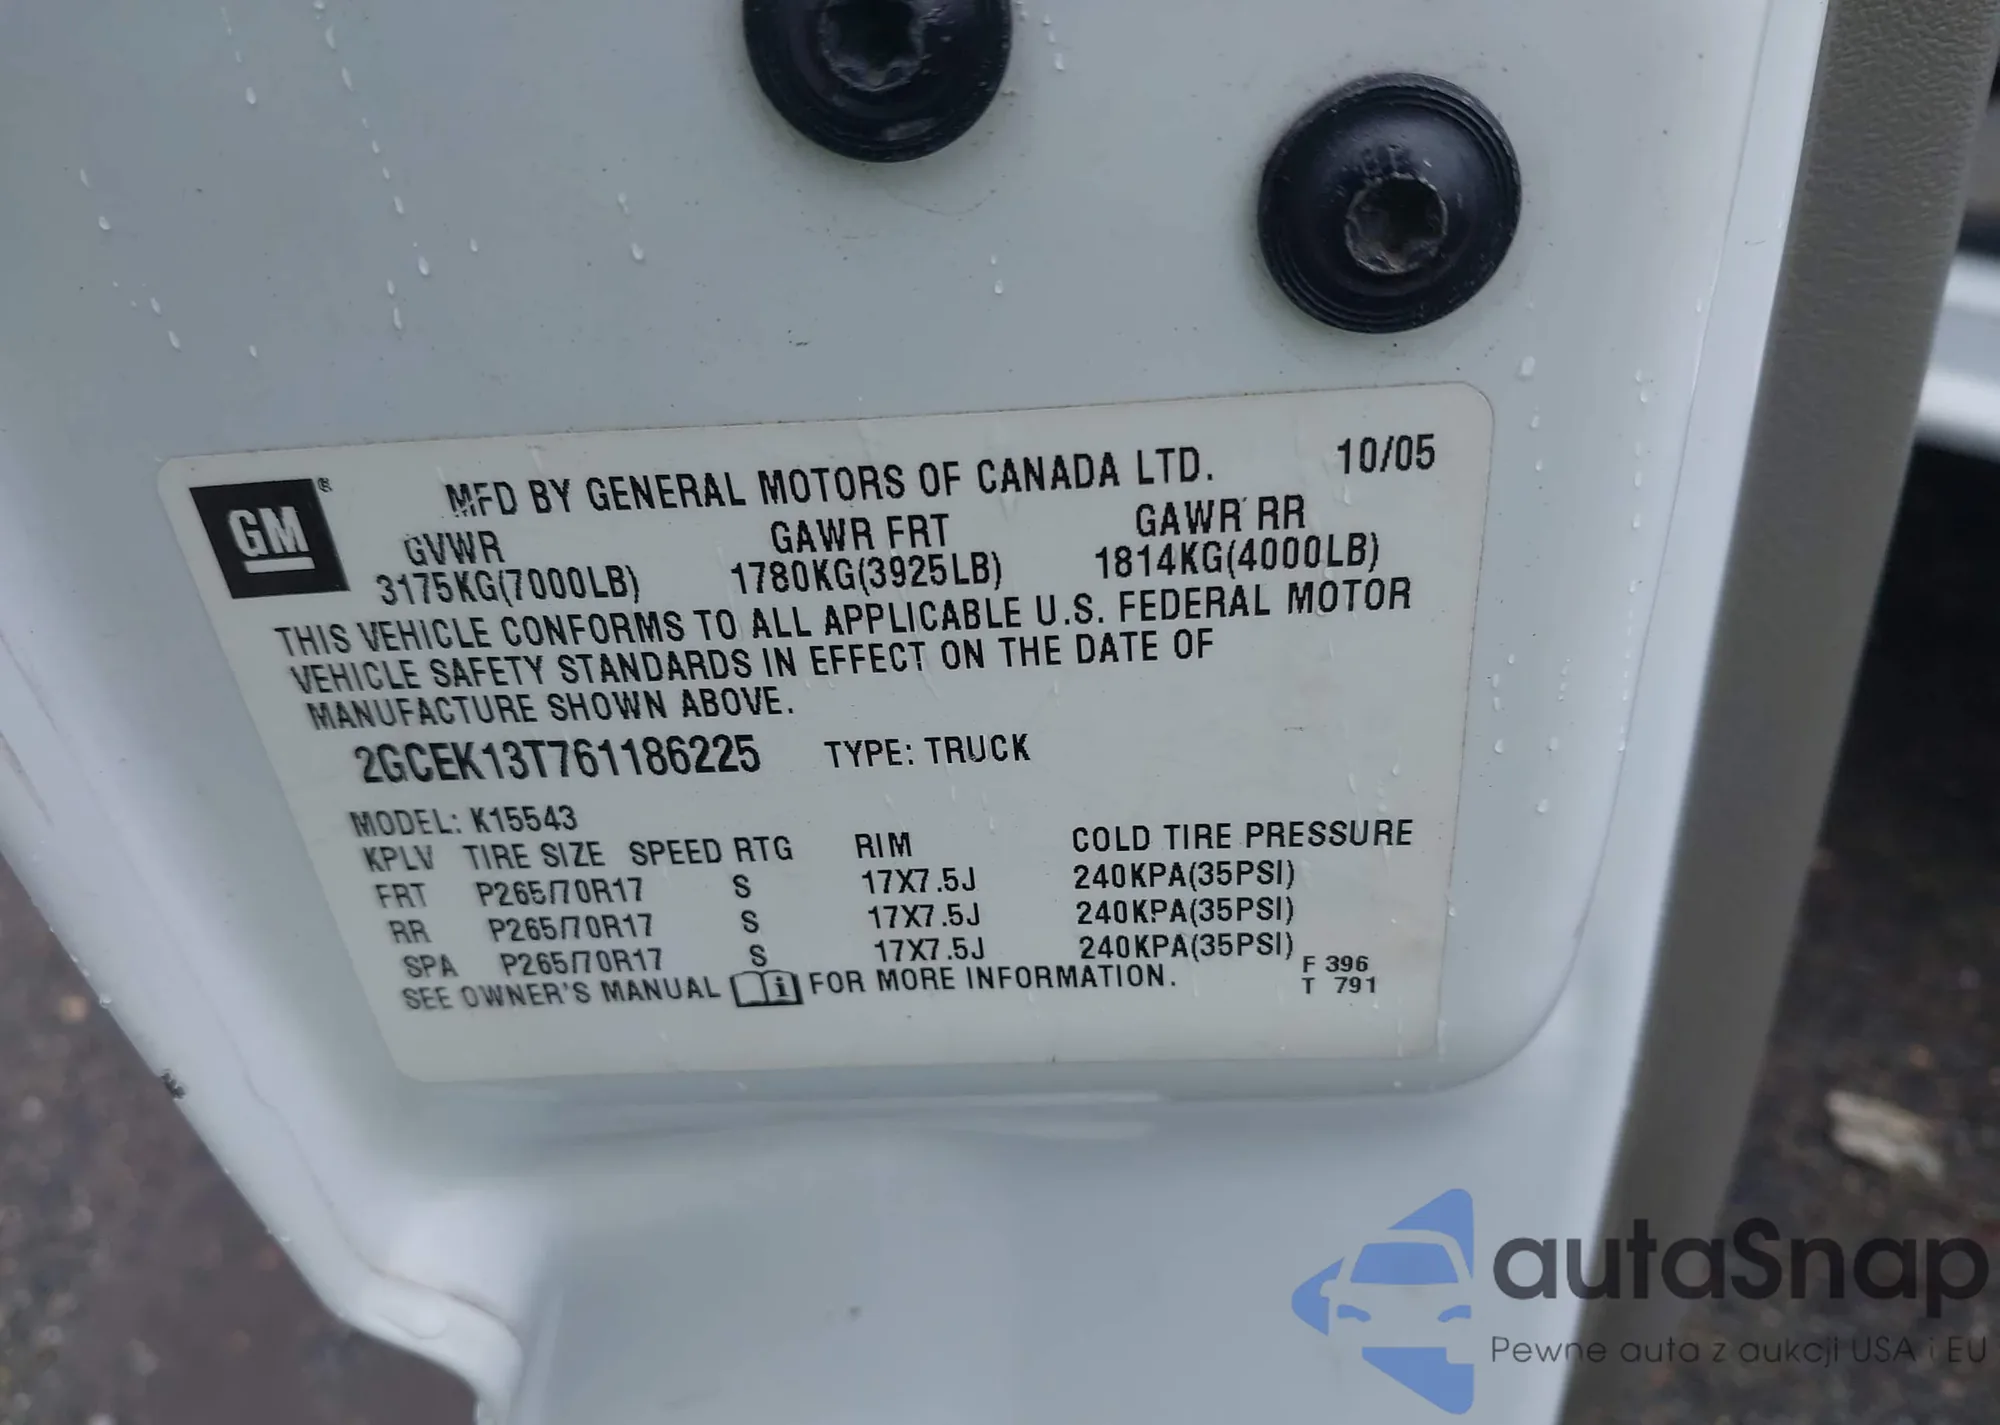 GM®
MFD BY GENERAL MOTORS OF CANADA LTD. 10/05
GVWR GAWR FRT GAWR RR
3175KG(7000LB) 1780KG(3925LB) 1814KG(4000LB)
THIS VEHICLE CONFORMS TO ALL APPLICABLE U.S. FEDERAL MOTOR
VEHICLE SAFETY STANDARDS IN EFFECT ON THE DATE OF
MANUFACTURE SHOWN ABOVE.
2GCEK13T761186225 TYPE: TRUCK
MODEL: K15543
KPLV TIRE SIZE SPEED RTG RIM COLD TIRE PRESSURE
FRT P265/70R17 S 17X7.5J 240KPA(35PSI)
RR P265/70R17 S 17X7.5J 240KPA(35PSI)
SPA P265/70R17 S 17X7.5J 240KPA(35PSI)
SEE OWNER'S MANUAL i FOR MORE INFORMATION.
F 396
T 791
autaSnap
Pewne auta z aukcji USA i EU